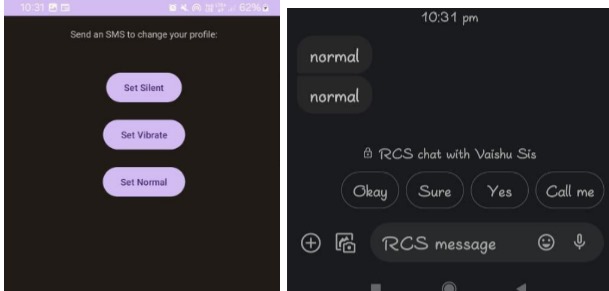 10:31
62%
Send an SMS to change your profile:
Set Silent
Set Vibrate
Set Normal
10:31 pm
normal
normal
RCS chat with Vaishu Sis
Okay Sure Yes Call me
RCS message